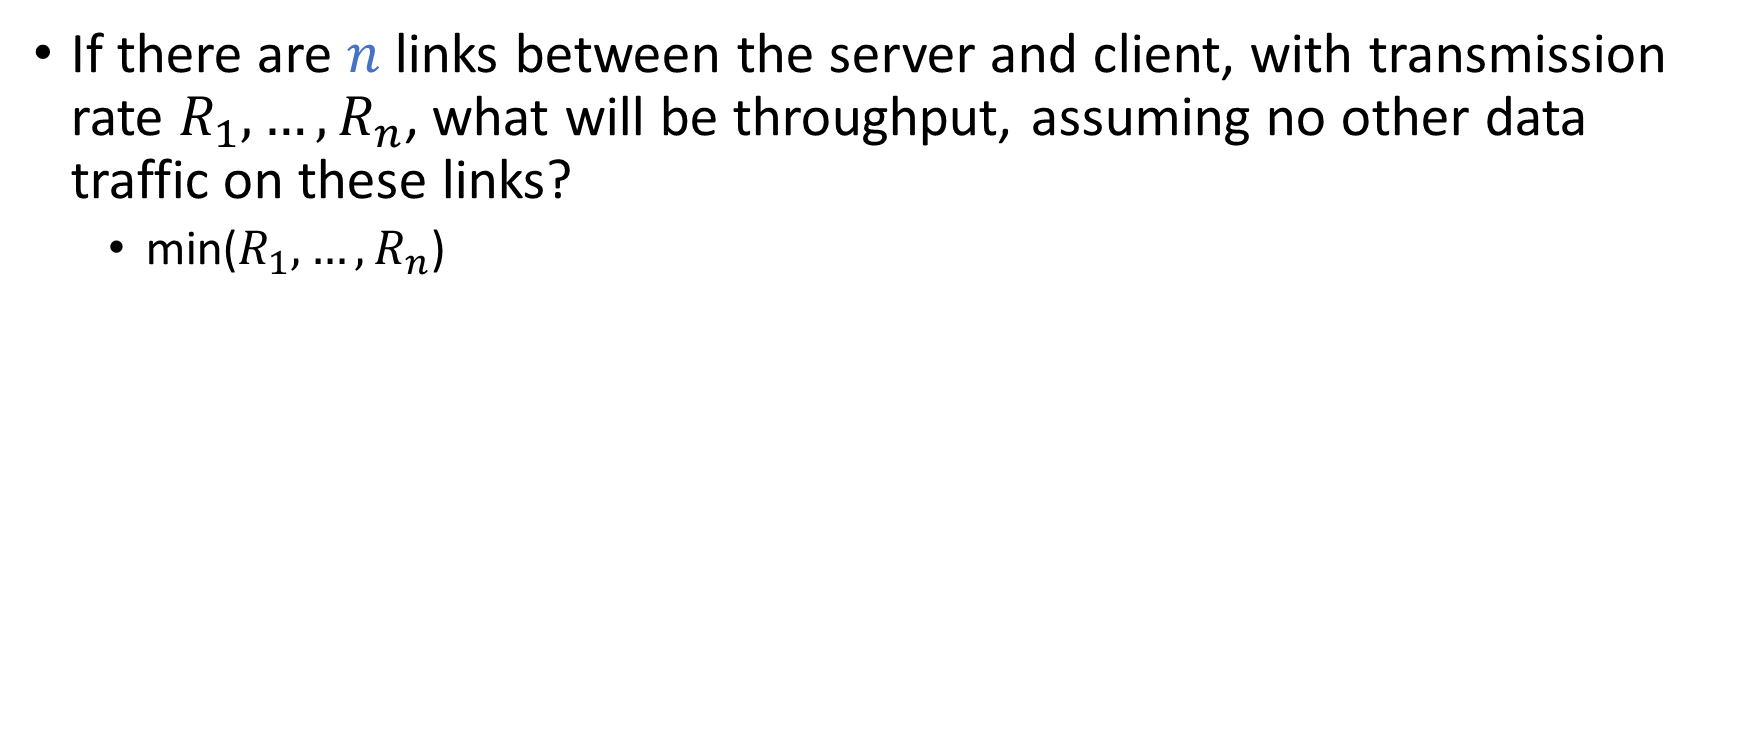 • If there are n links between the server and client, with transmission
rate R₁, … , Rₙ, what will be throughput, assuming no other data
traffic on these links?
• min(R₁, … , Rₙ)